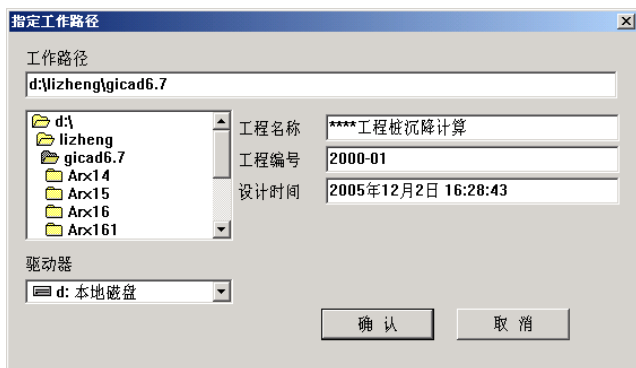 指定工作路径
工作路径
d:\lizheng\gicad6.7
d:\
lizheng
gicad6.7
Arx14
Arx15
Arx16
Arx161
工程名称 ****工程桩沉降计算
工程编号 2000-01
设计时间 2005年12月2日 16:28:43
驱动器
d: 本地磁盘
确 认 取 消